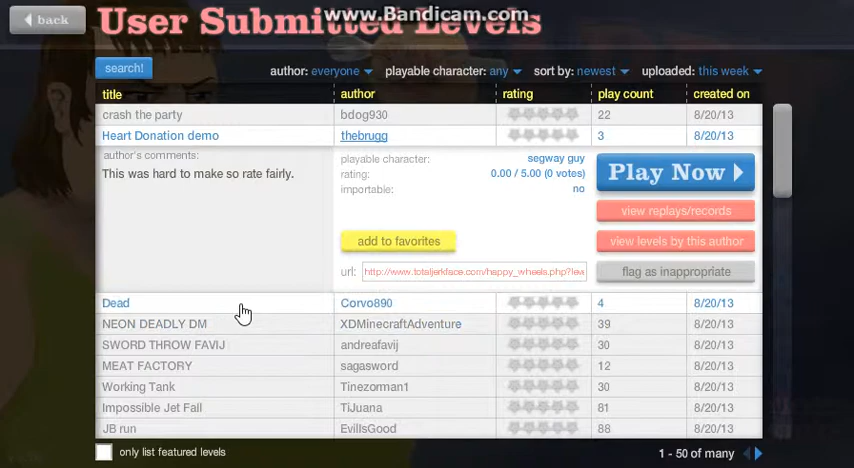 www.Bandicam.com
back
User Submitted Levels
search! author: everyone playable character: any sort by: newest uploaded: this week
title author rating play count created on
crash the party bdog930 22 8/20/13
Heart Donation demo thebrugg 3 8/20/13
author's comments:
This was hard to make so rate fairly.
playable character: segway guy
rating: 0.00 / 5.00 (0 votes)
importable: no
Play Now
view replays/records
add to favorites
view levels by this author
url: http://www.totaljerkface.com/happy_wheels.php?lev
flag as inappropriate
Dead Corvo890 4 8/20/13
NEON DEADLY DM XDMinecraftAdventure 39 8/20/13
SWORD THROW FAVIJ andreafavij 30 8/20/13
MEAT FACTORY sagasword 12 8/20/13
Working Tank Tinezorman1 30 8/20/13
Impossible Jet Fall TiJuana 81 8/20/13
JB run EvilIsGood 88 8/20/13
only list featured levels 1 - 50 of many